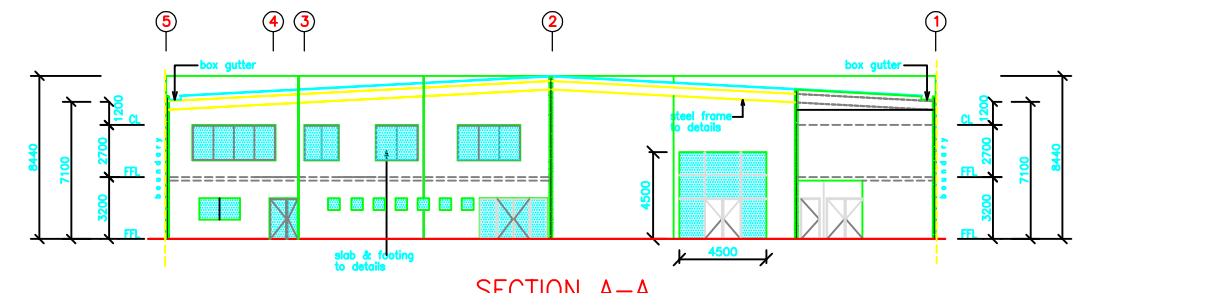 5
4
3
2
1
box gutter
box gutter
steel frame
to details
1200
CL
2700
FFL
3200
FFL
7100
8440
boundary
4500
4500
slab & footing
to details
boundary
CL
1200
2700
FFL
3200
FFL
7100
8440
SECTION A-A